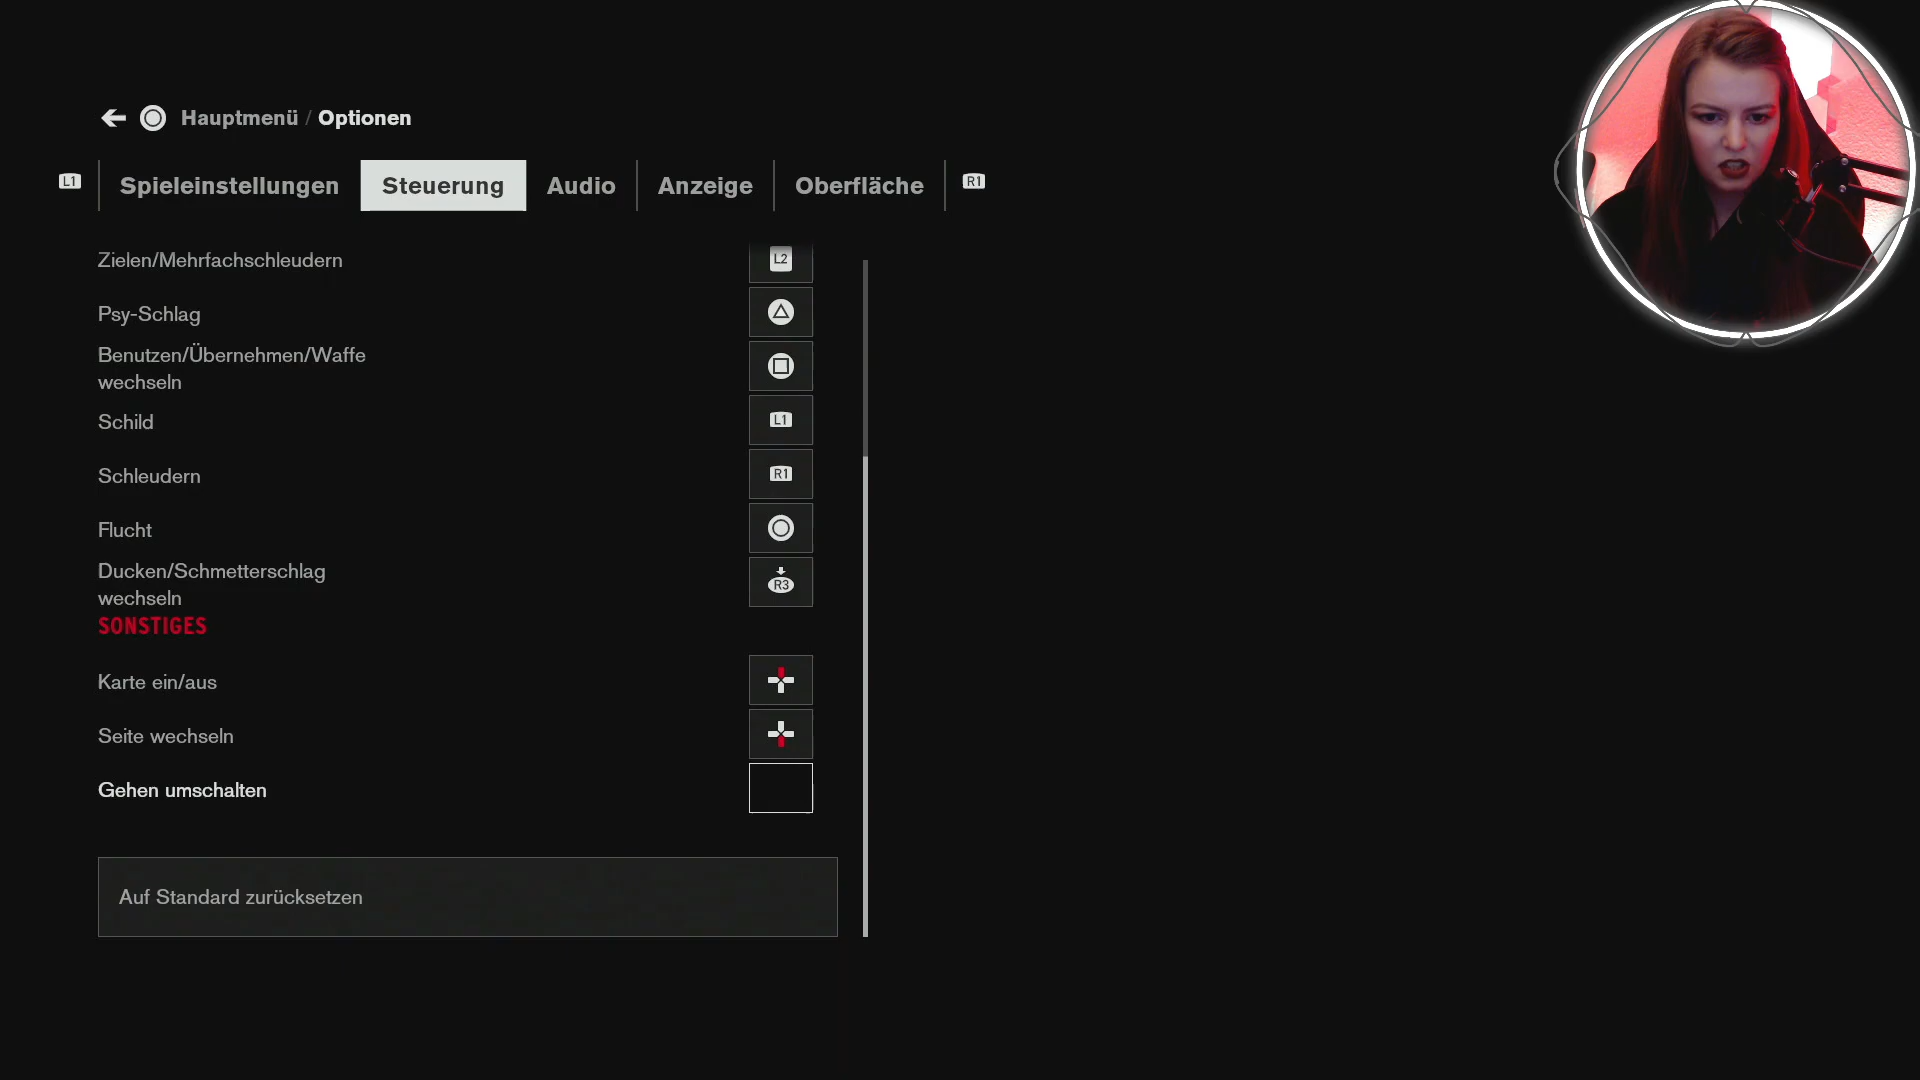 Hauptmenü / Optionen
L1 Spieleinstellungen Steuerung Audio Anzeige Oberfläche R1
Zielen/Mehrfachschleudern L2
Psy-Schlag
Benutzen/Übernehmen/Waffe
wechseln
Schild L1
Schleudern R1
Flucht
Ducken/Schmetterschlag
wechseln R3
SONSTIGES
Karte ein/aus
Seite wechseln
Gehen umschalten
Auf Standard zurücksetzen